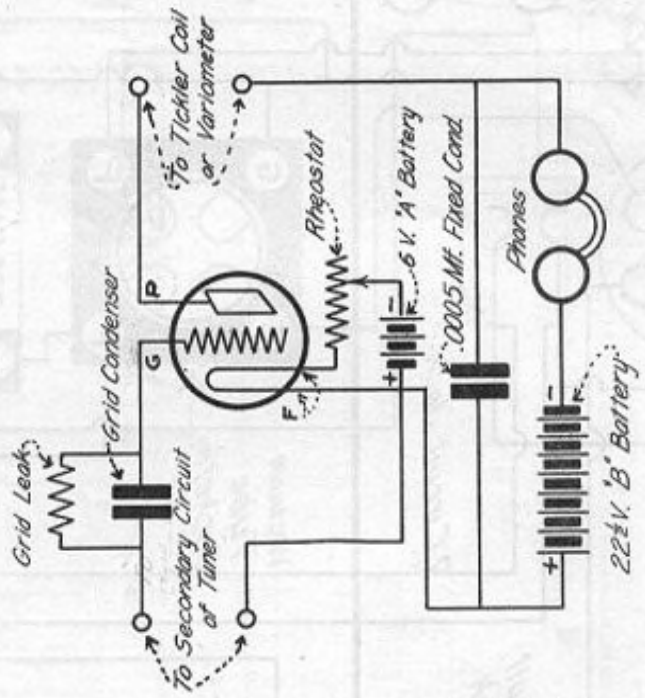 Grid Leak
Grid Condenser
To Secondary Circuit
of Tuner
G
P
F
To Tickler Coil
or Variometer
Rheostat
6 V. "A" Battery
+
-
.0005 Mf. Fixed Cond.
Phones
+
-
22½ V. "B" Battery